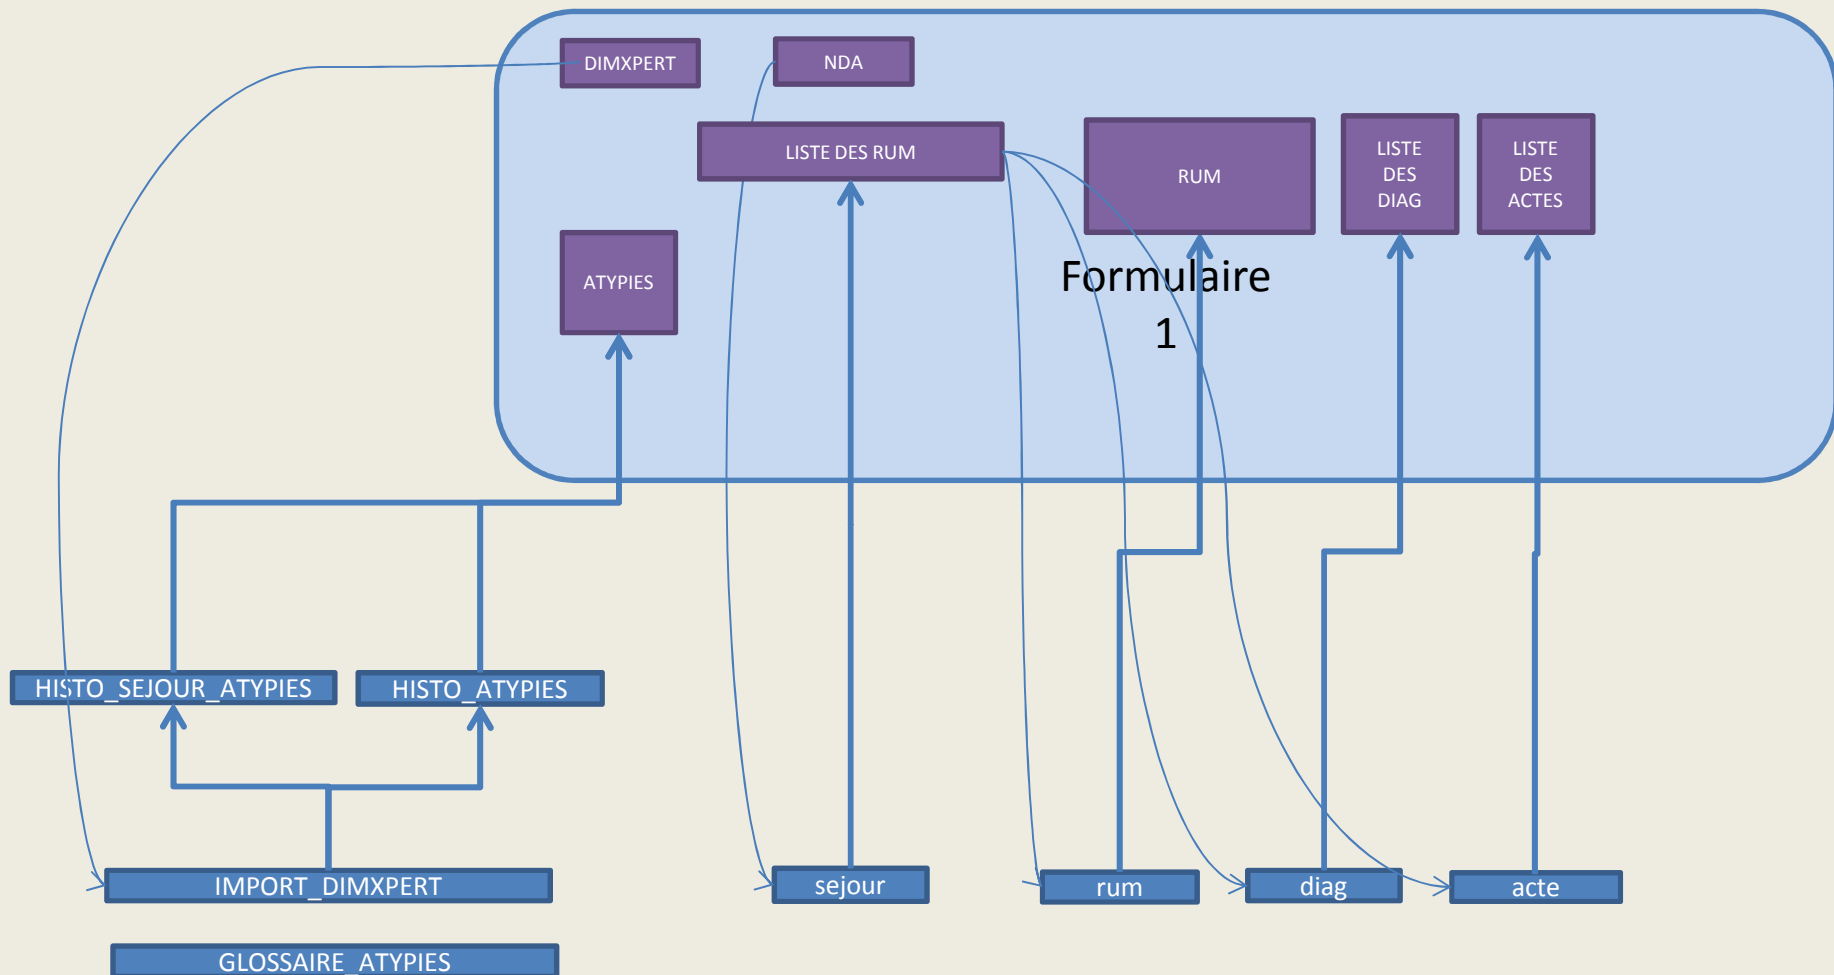 DIMXPERT
NDA
LISTE DES RUM
RUM
LISTE
DES
DIAG
LISTE
DES
ACTES
ATYPIES
Formulaire
1
HISTO_SEJOUR_ATYPIES
HISTO_ATYPIES
IMPORT_DIMXPERT
sejour
rum
diag
acte
GLOSSAIRE_ATYPIES